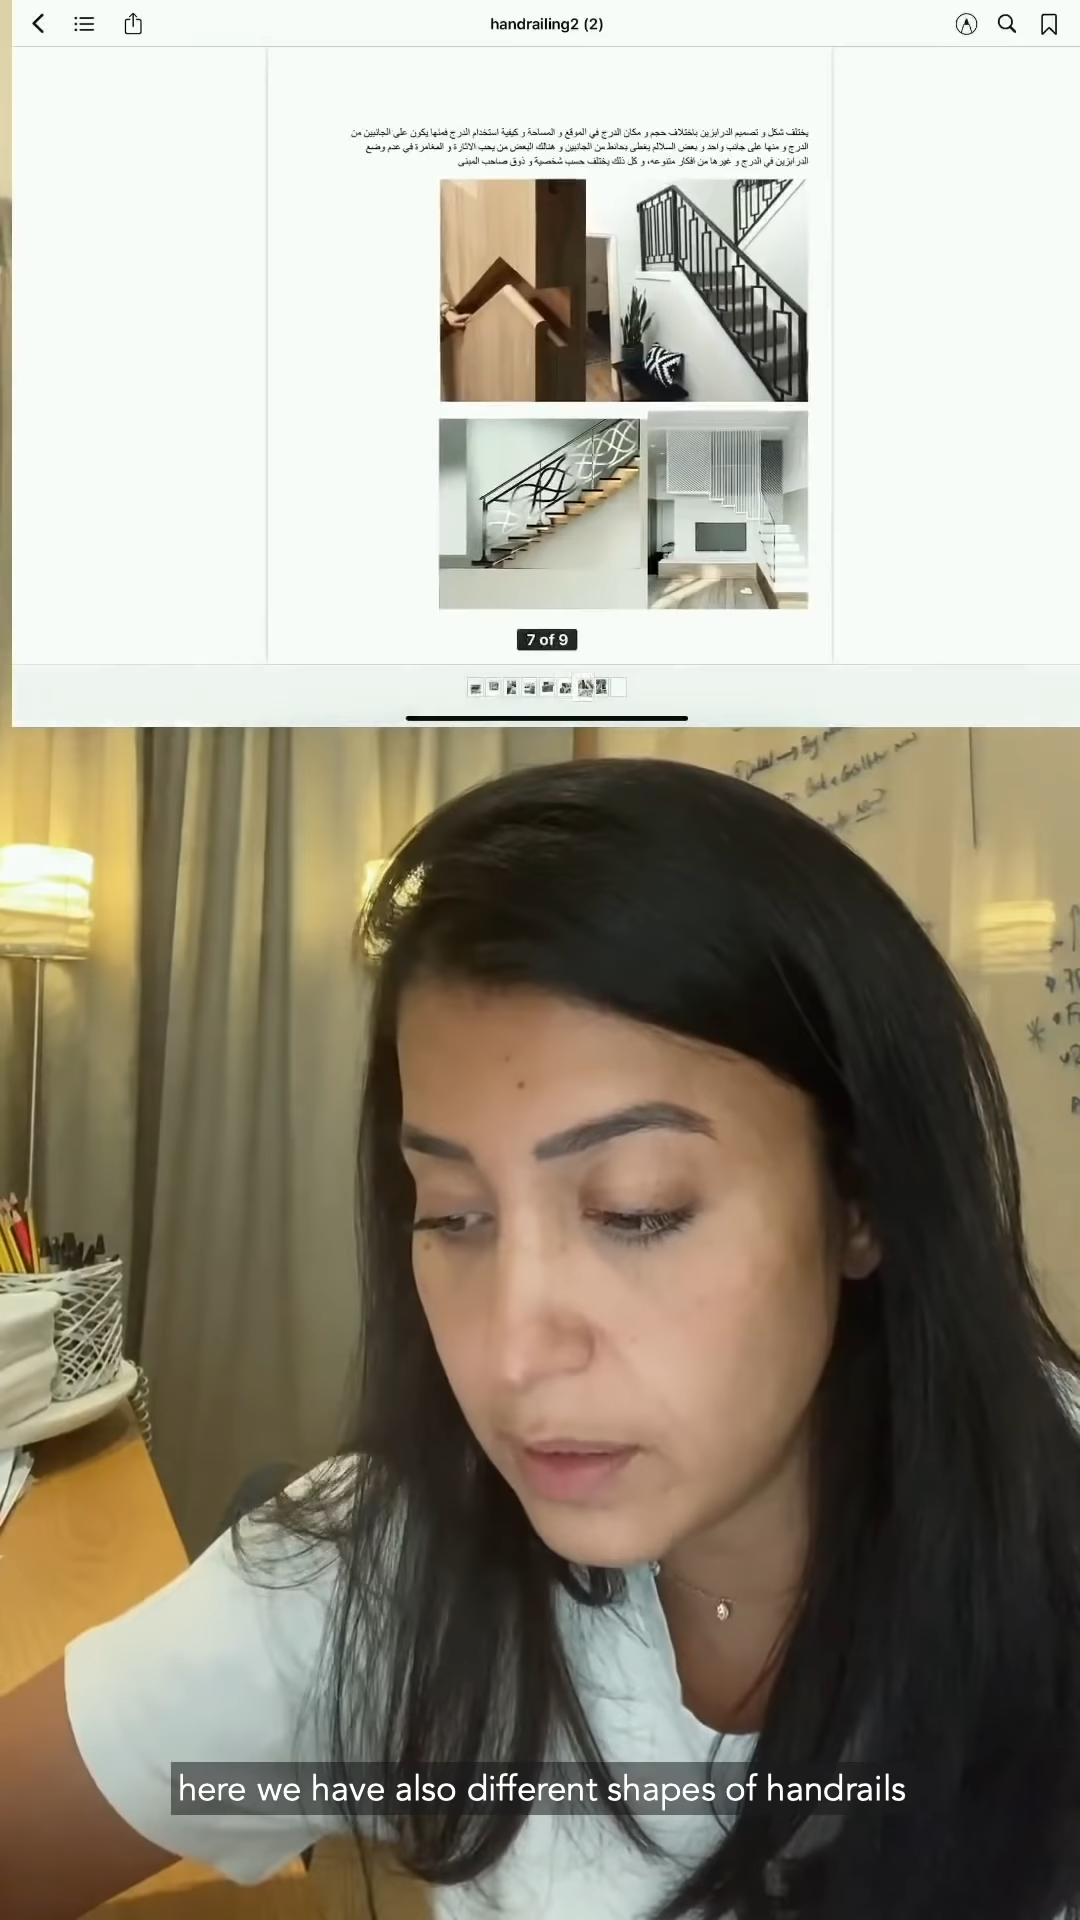 handrailing2 (2)
يختلف شكل و تصميم الدرابزين باختلاف حجم و مكان الدرج في الموقع و المساحة و كيفية استخدام الدرج فمنها يكون على الجانبين من
الدرج و منها على جانب واحد و بعض السلالم يغطى بحائط من الجانبين و هنالك البعض من يحب الاثارة و المغامرة في عدم وضع
الدرابزين في الدرج و غيرها من افكار متنوعه، و كل ذلك يختلف حسب شخصية و ذوق صاحب المبنى
7 of 9
here we have also different shapes of handrails